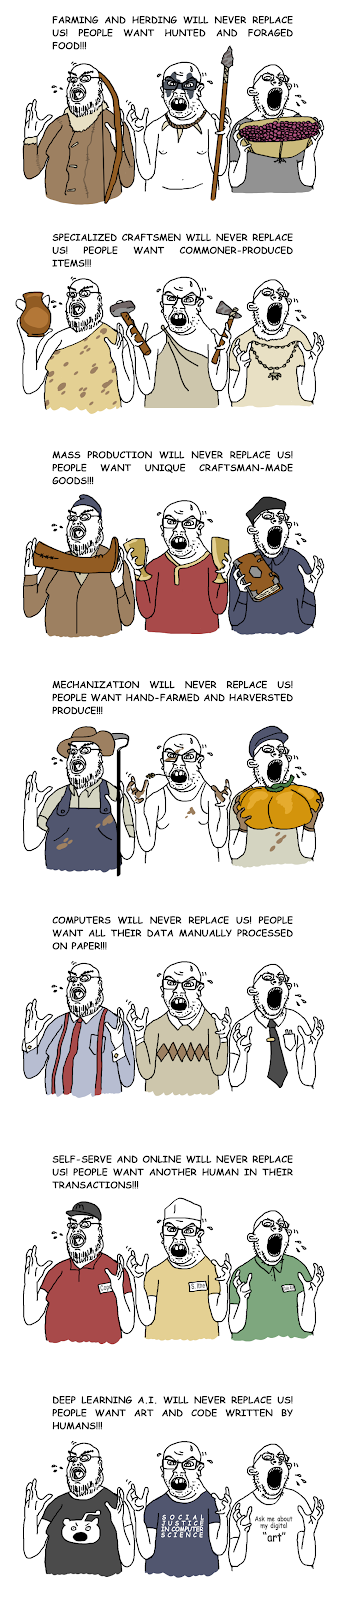 FARMING AND HERDING WILL NEVER REPLACE
US! PEOPLE WANT HUNTED AND FORAGED
FOOD!!!
SPECIALIZED CRAFTSMEN WILL NEVER REPLACE
US! PEOPLE WANT COMMONER-PRODUCED
ITEMS!!!
MASS PRODUCTION WILL NEVER REPLACE US!
PEOPLE WANT UNIQUE CRAFTSMAN-MADE
GOODS!!!
MECHANIZATION WILL NEVER REPLACE US!
PEOPLE WANT HAND-FARMED AND HARVERSTED
PRODUCE!!!
COMPUTERS WILL NEVER REPLACE US! PEOPLE
WANT ALL THEIR DATA MANUALLY PROCESSED
ON PAPER!!!
SELF-SERVE AND ONLINE WILL NEVER REPLACE
US! PEOPLE WANT ANOTHER HUMAN IN THEIR
TRANSACTIONS!!!
DEEP LEARNING A.I. WILL NEVER REPLACE US!
PEOPLE WANT ART AND CODE WRITTEN BY
HUMANS!!!
SOCIAL
JUSTICE
IN COMPUTER
SCIENCE
Ask me about
my digital
"art"